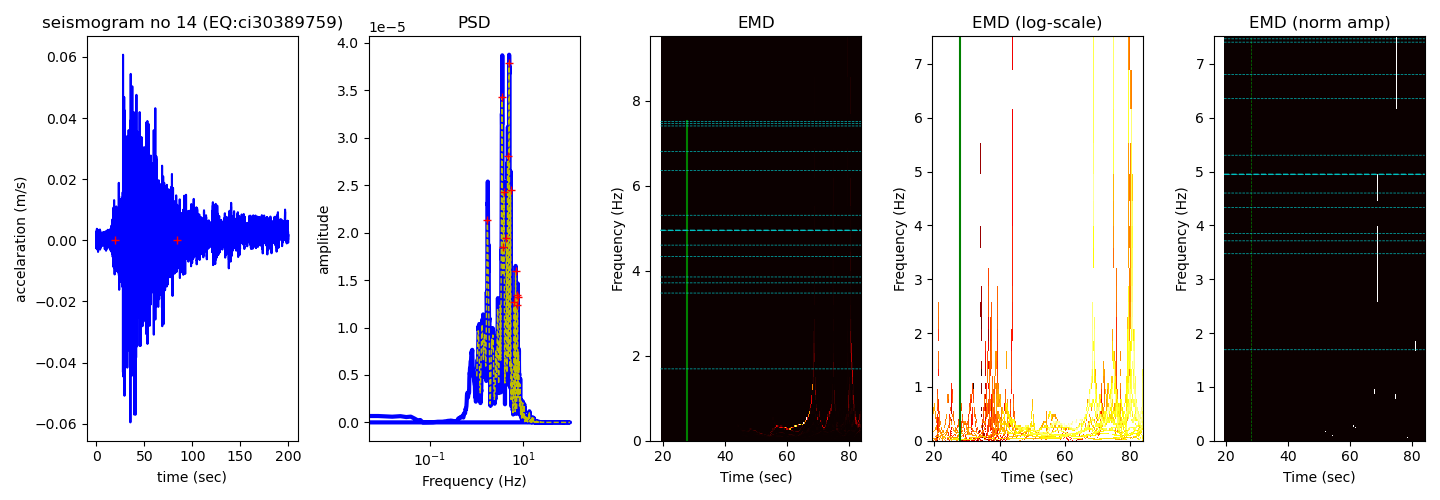 seismogram no 14 (EQ:ci30389759)
PSD
EMD
EMD (log-scale)
EMD (norm amp)
1e−5
accelaration (m/s)
0.06
0.04
0.02
0.00
−0.02
−0.04
−0.06
0 50 100 150 200
time (sec)
amplitude
4.0
3.5
3.0
2.5
2.0
1.5
1.0
0.5
0.0
10−1 101
Frequency (Hz)
Frequency (Hz)
8
6
4
2
0
20 40 60 80
Time (sec)
Frequency (Hz)
7
6
5
4
3
2
1
0
20 40 60 80
Time (sec)
Frequency (Hz)
7
6
5
4
3
2
1
0
20 40 60 80
Time (sec)